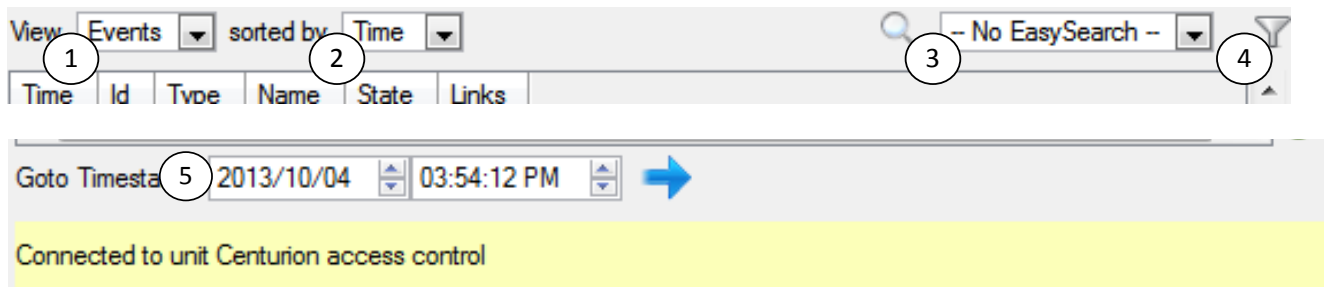 View Events sorted by Time -- No EasySearch --
1 2 3 4
Time Id Type Name State Links
Goto Timesta 5 2013/10/04 03:54:12 PM
Connected to unit Centurion access control